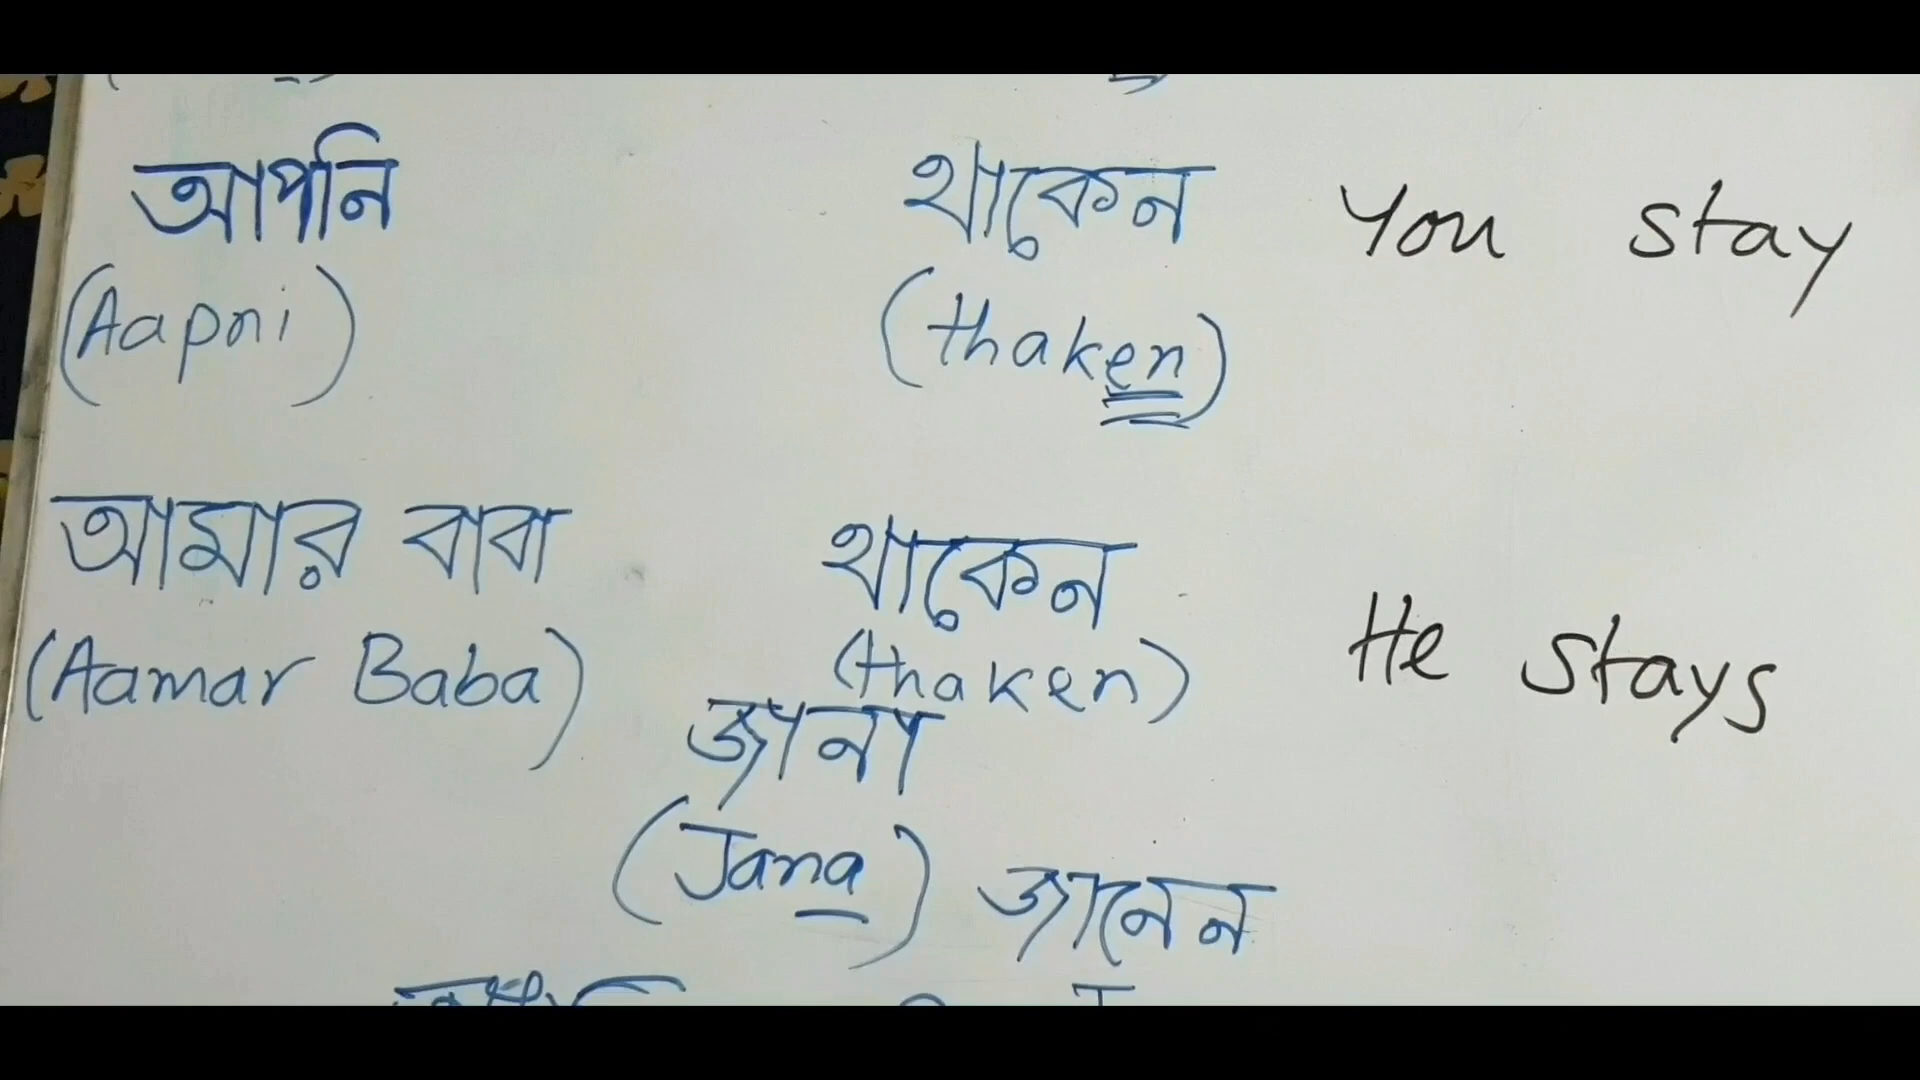 আপনি থাকেন You stay
(Aapni) (thaken)
আমার বাবা থাকেন He stays
(Aamar Baba) (thaken)
জানা
(Jana) জানেন